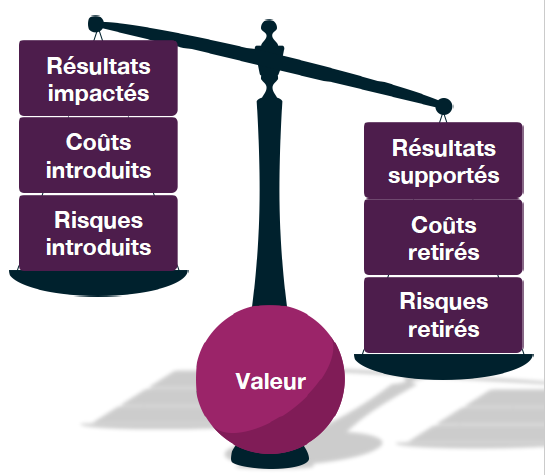 Résultats
impactés
Coûts
introduits
Risques
introduits
Résultats
supportés
Coûts
retirés
Risques
retirés
Valeur